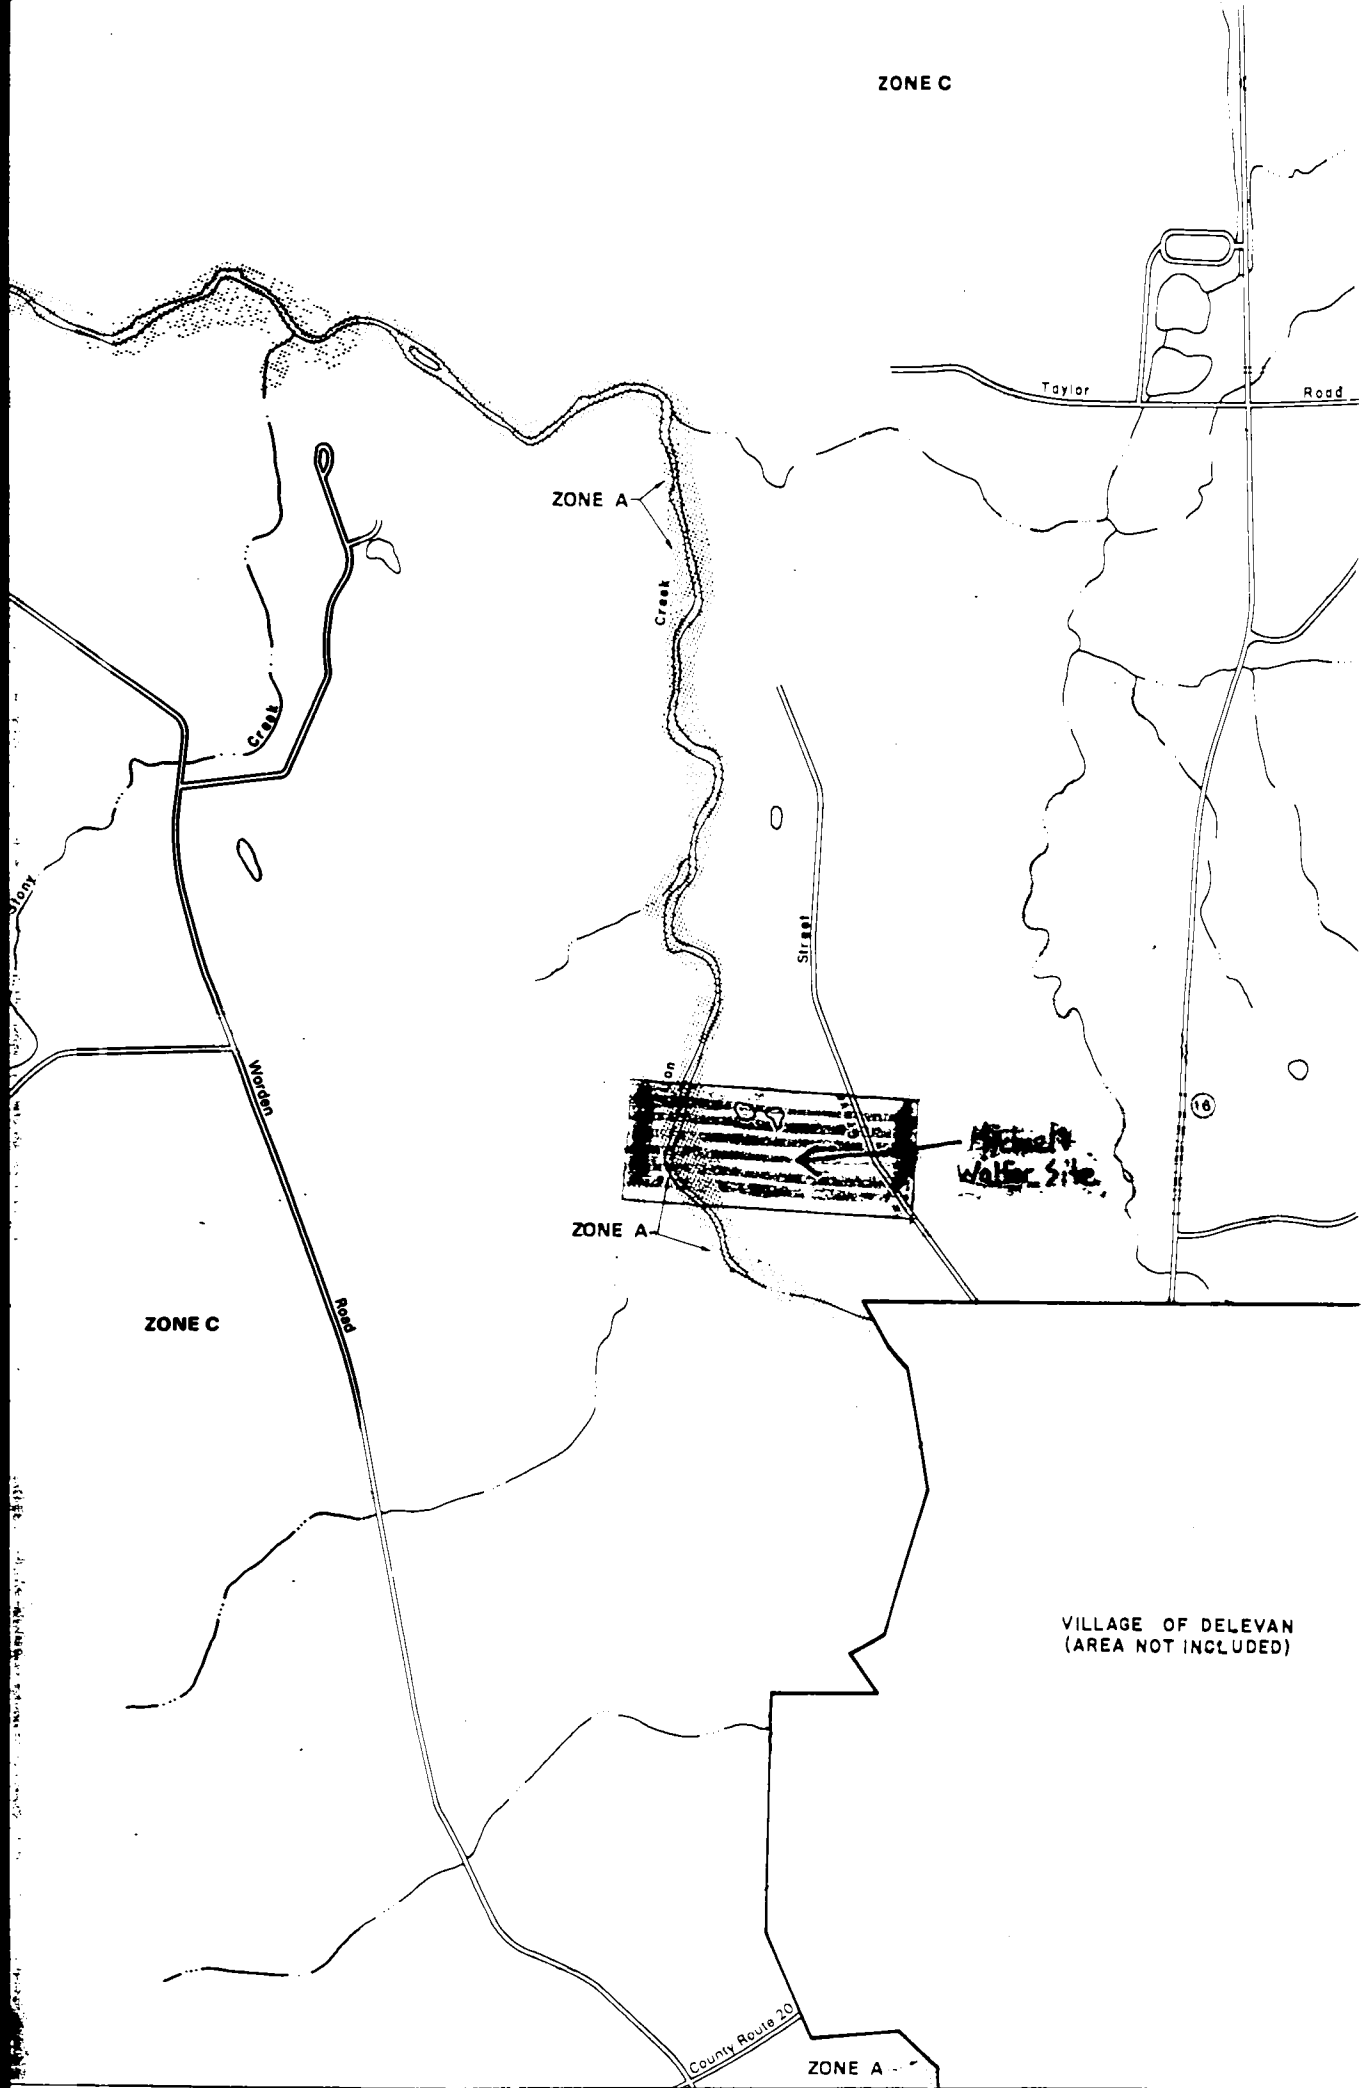 ZONE C
Taylor
Road
ZONE A
Creek
Creek
Stony
Street
on
Worden
16
Walter Site
ZONE A
ZONE C
Road
VILLAGE OF DELEVAN
(AREA NOT INCLUDED)
County Route 20
ZONE A